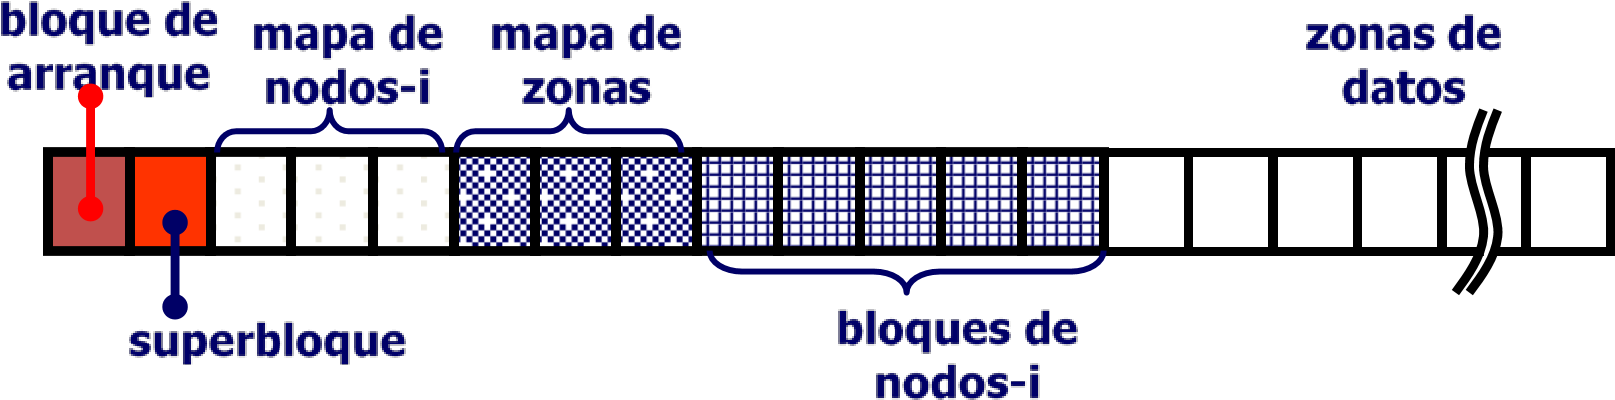 bloque de
arranque
mapa de
nodos-i
mapa de
zonas
zonas de
datos
superbloque
bloques de
nodos-i